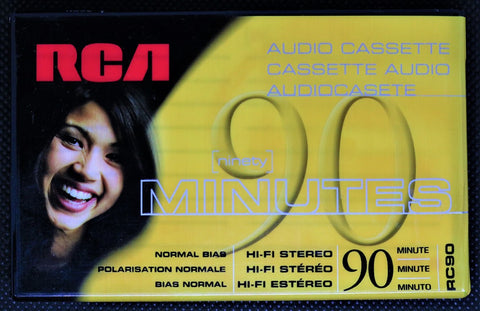 RCA
AUDIO CASSETTE
CASSETTE AUDIO
AUDIOCASETE
90
[ninety]
MINUTES
NORMAL BIAS HI-FI STEREO
POLARISATION NORMALE HI-FI STÉRÉO
BIAS NORMAL HI-FI ESTÉREO
90
MINUTE
MINUTE
MINUTO
RC90